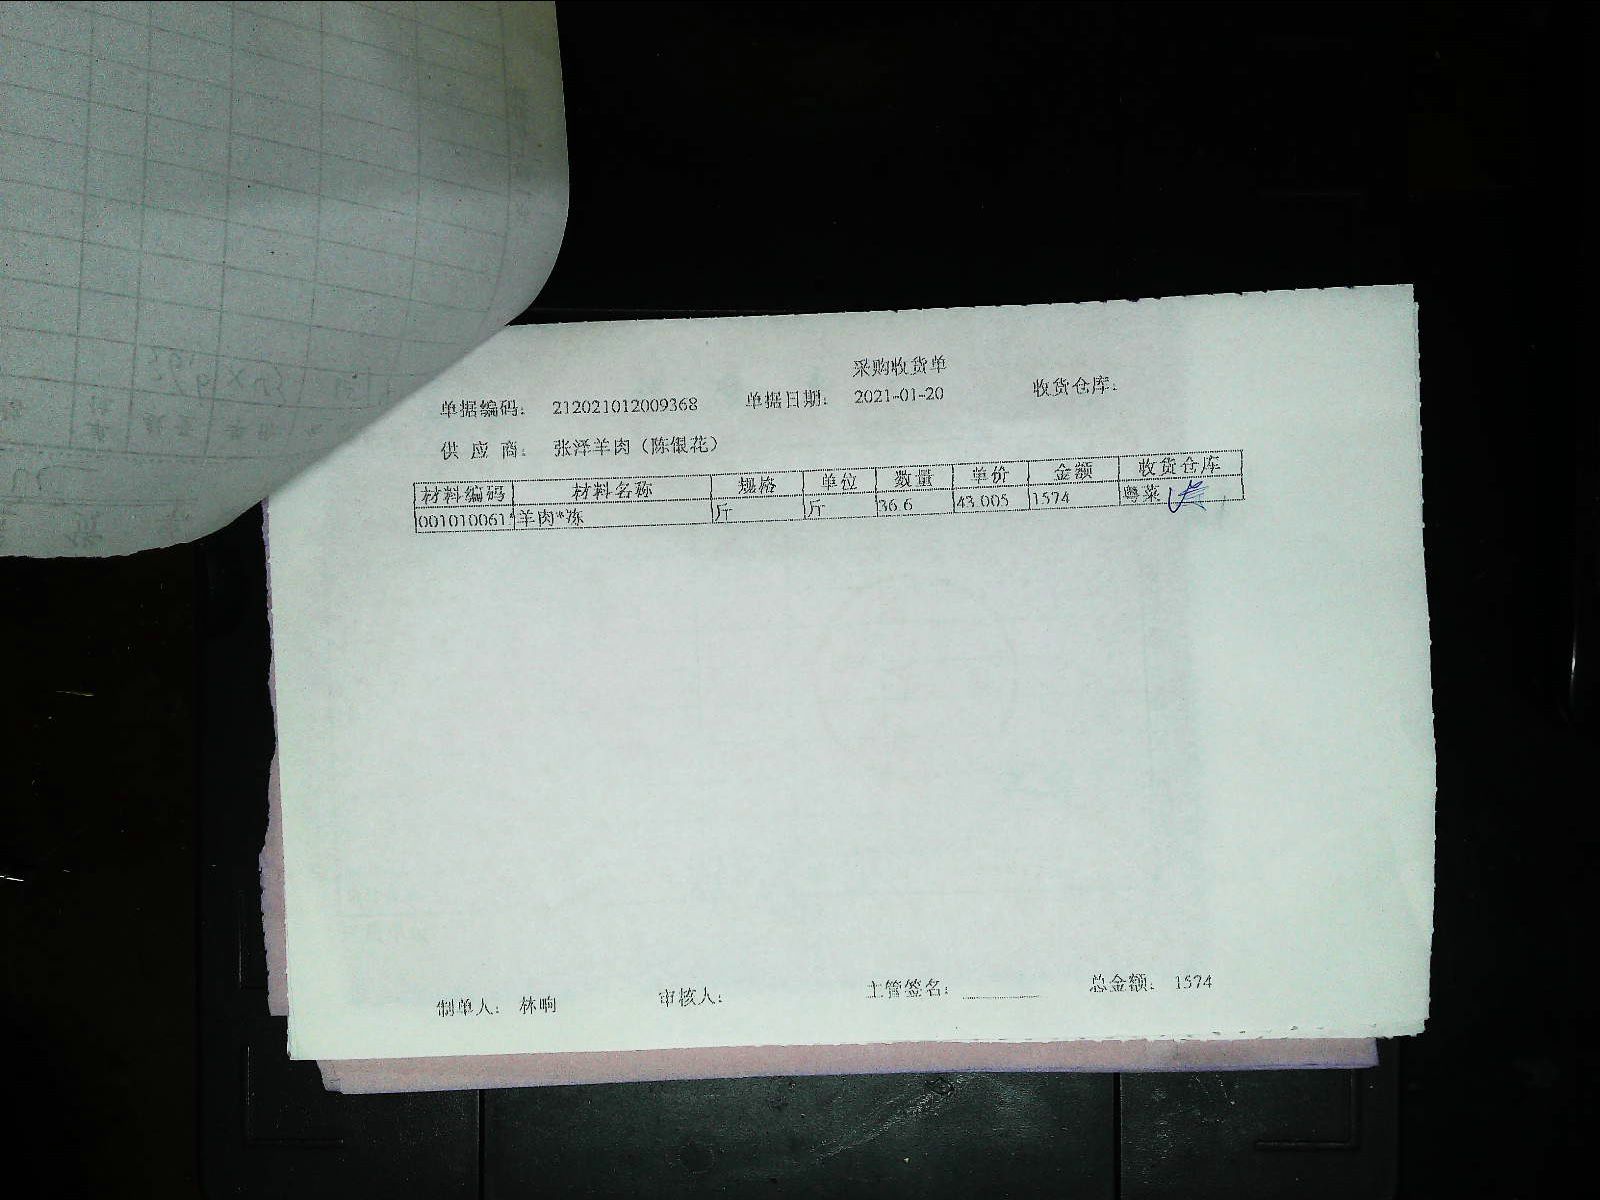 采购收货单
单据编码： 212021012009368 单据日期： 2021-01-20 收货仓库：
供应商： 张泽羊肉（陈银花）
材料编码 材料名称 规格 单位 数量 单价 金额 收货仓库
001010061 羊肉*冻 斤 斤 36.6 43.005 1574 粤菜
制单人： 林响 审核人： 主管签名： 总金额： 1574